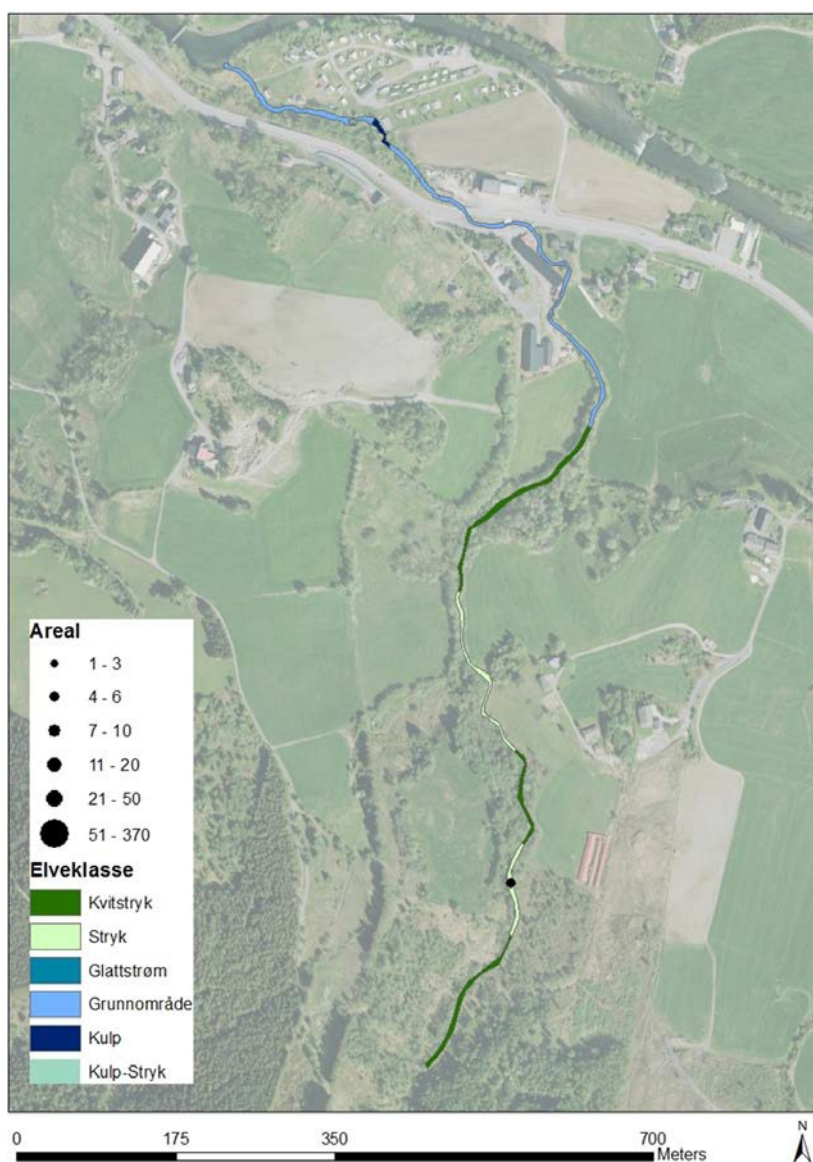 Areal
1 - 3
4 - 6
7 - 10
11 - 20
21 - 50
51 - 370
Elveklasse
Kvitstryk
Stryk
Glattstrøm
Grunnområde
Kulp
Kulp-Stryk
0 175 350 700
Meters
N